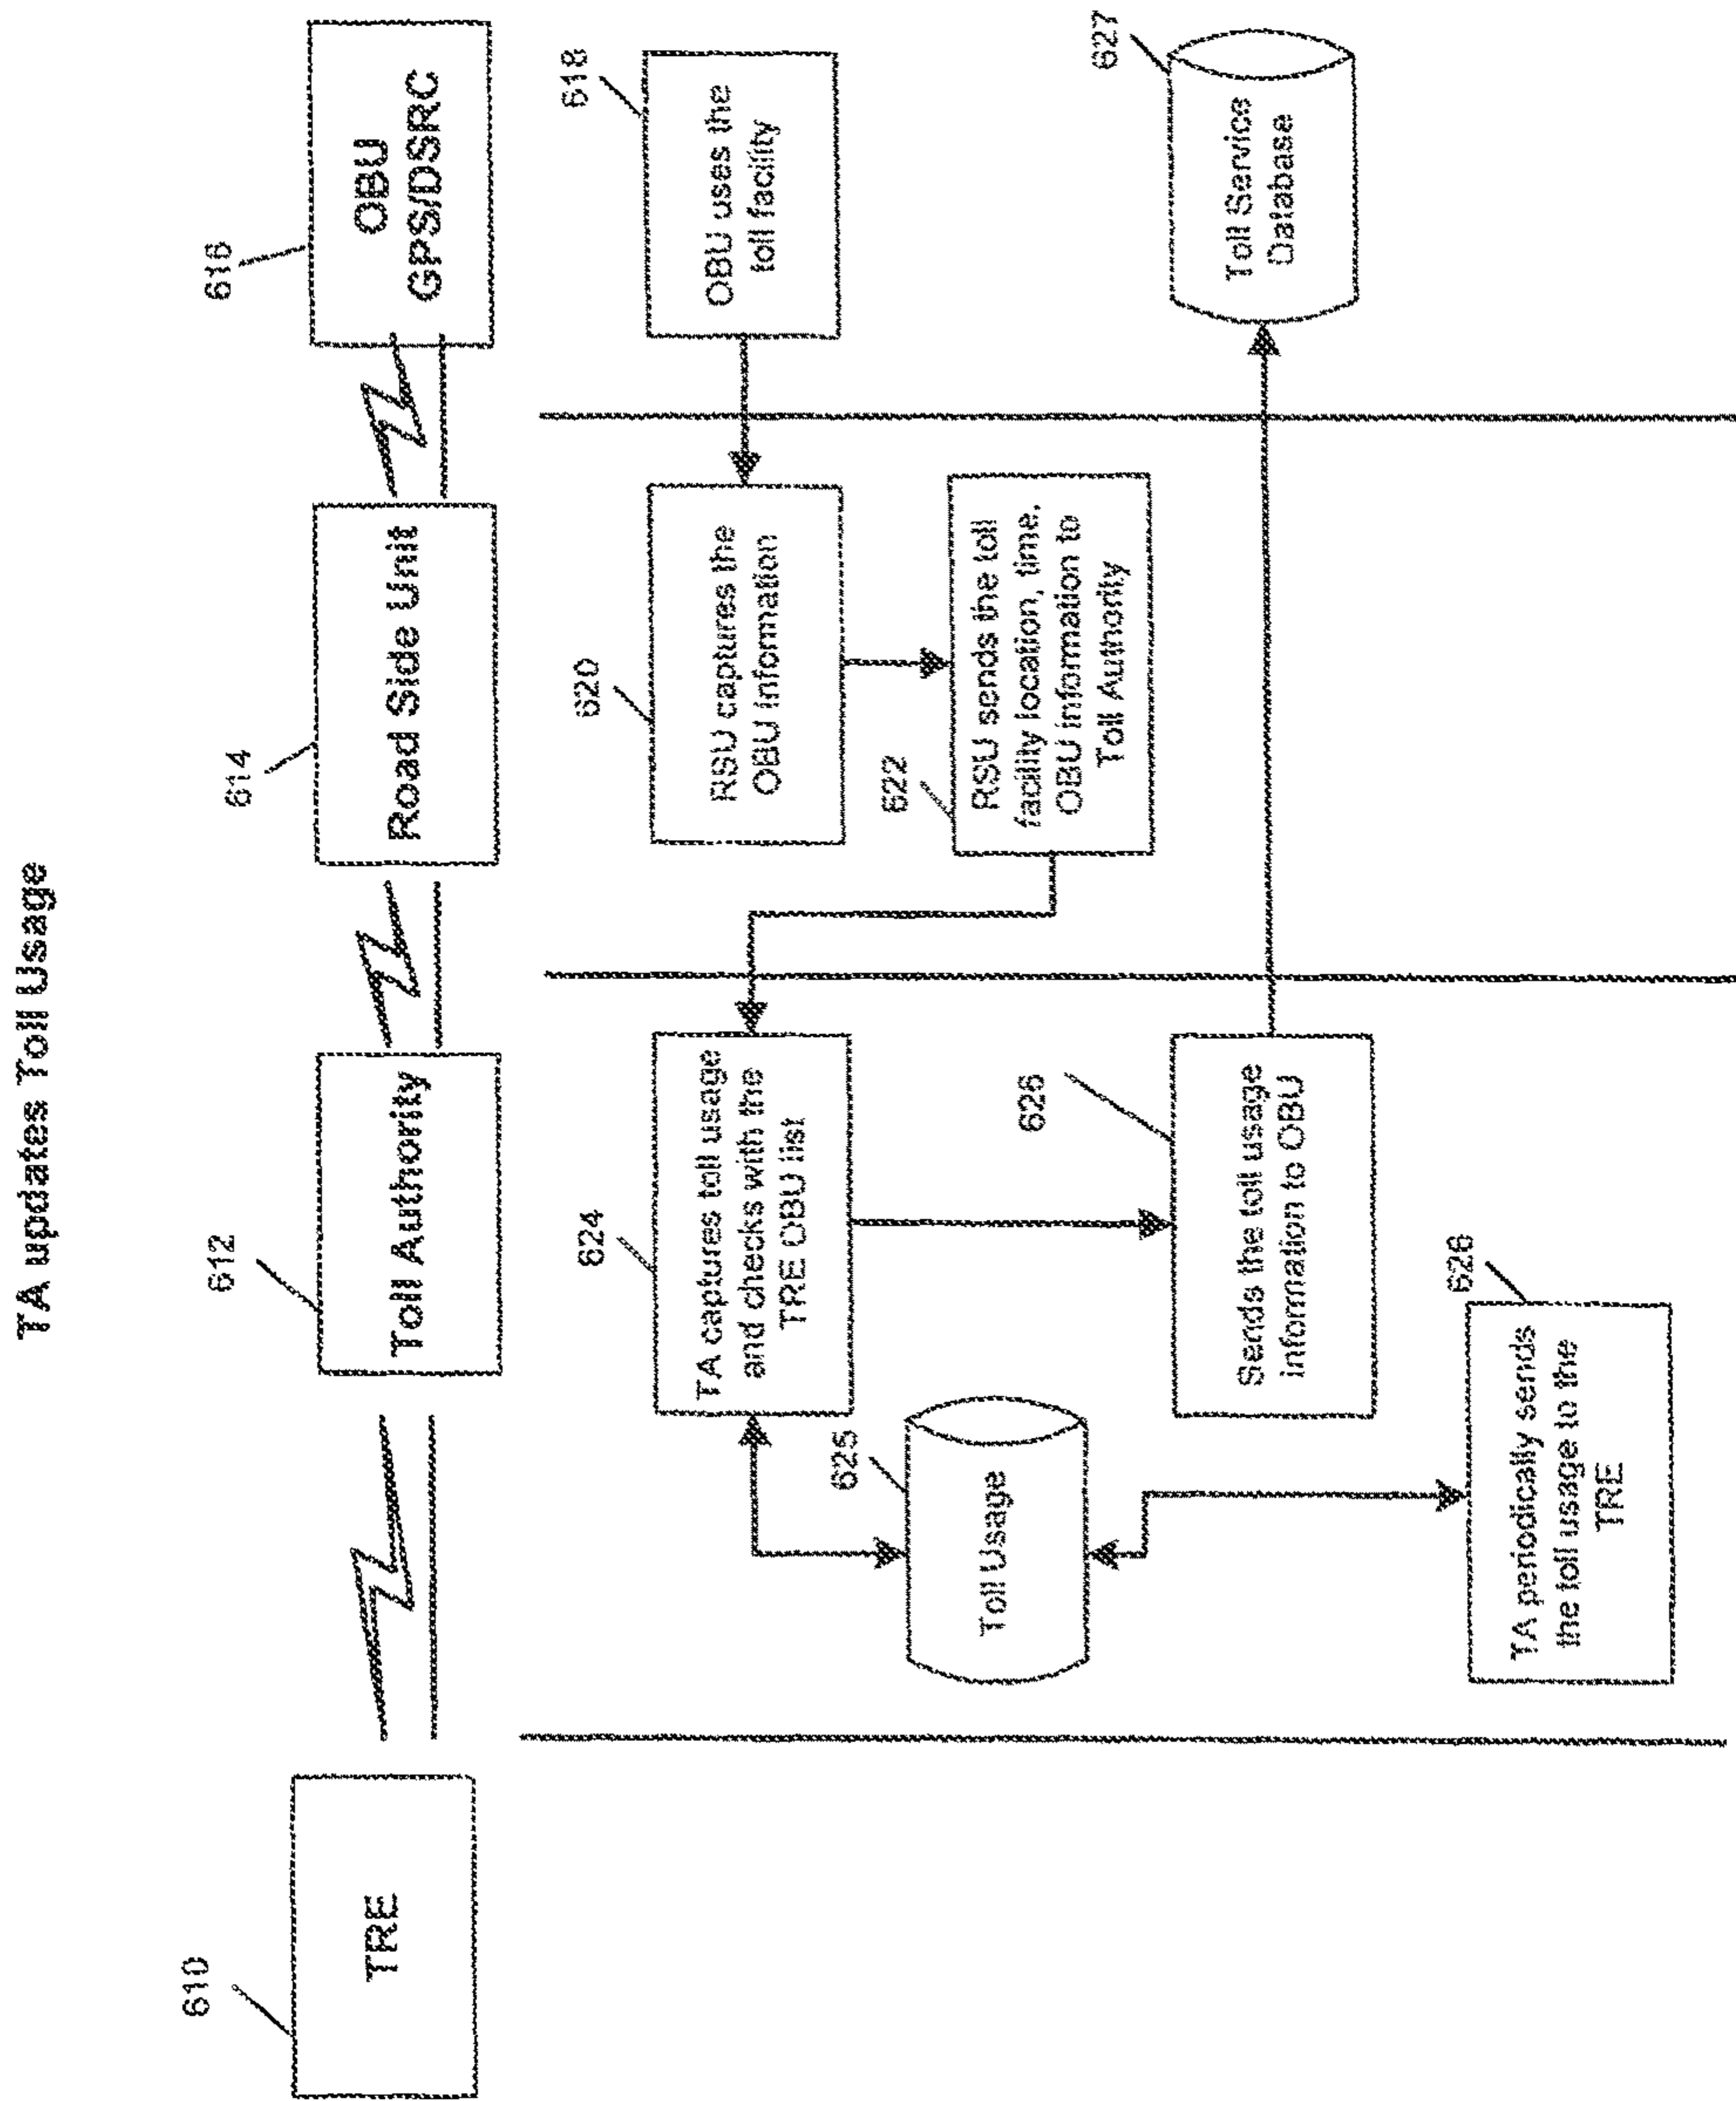 TA updates Toll Usage
610
612
614
616
TRE
Toll Authority
Road Side Unit
OBU
GPS/DSRC
624
620
618
TA captures toll usage
and checks with the
TRE OBU list
RSU captures the
OBU information
OBU uses the
toll facility
625
Toll Usage
622
RSU sends the toll
facility location, time,
OBU information to
Toll Authority
626
Sends the toll usage
information to OBU
627
Toll Service
Database
628
TA periodically sends
the toll usage to the
TRE